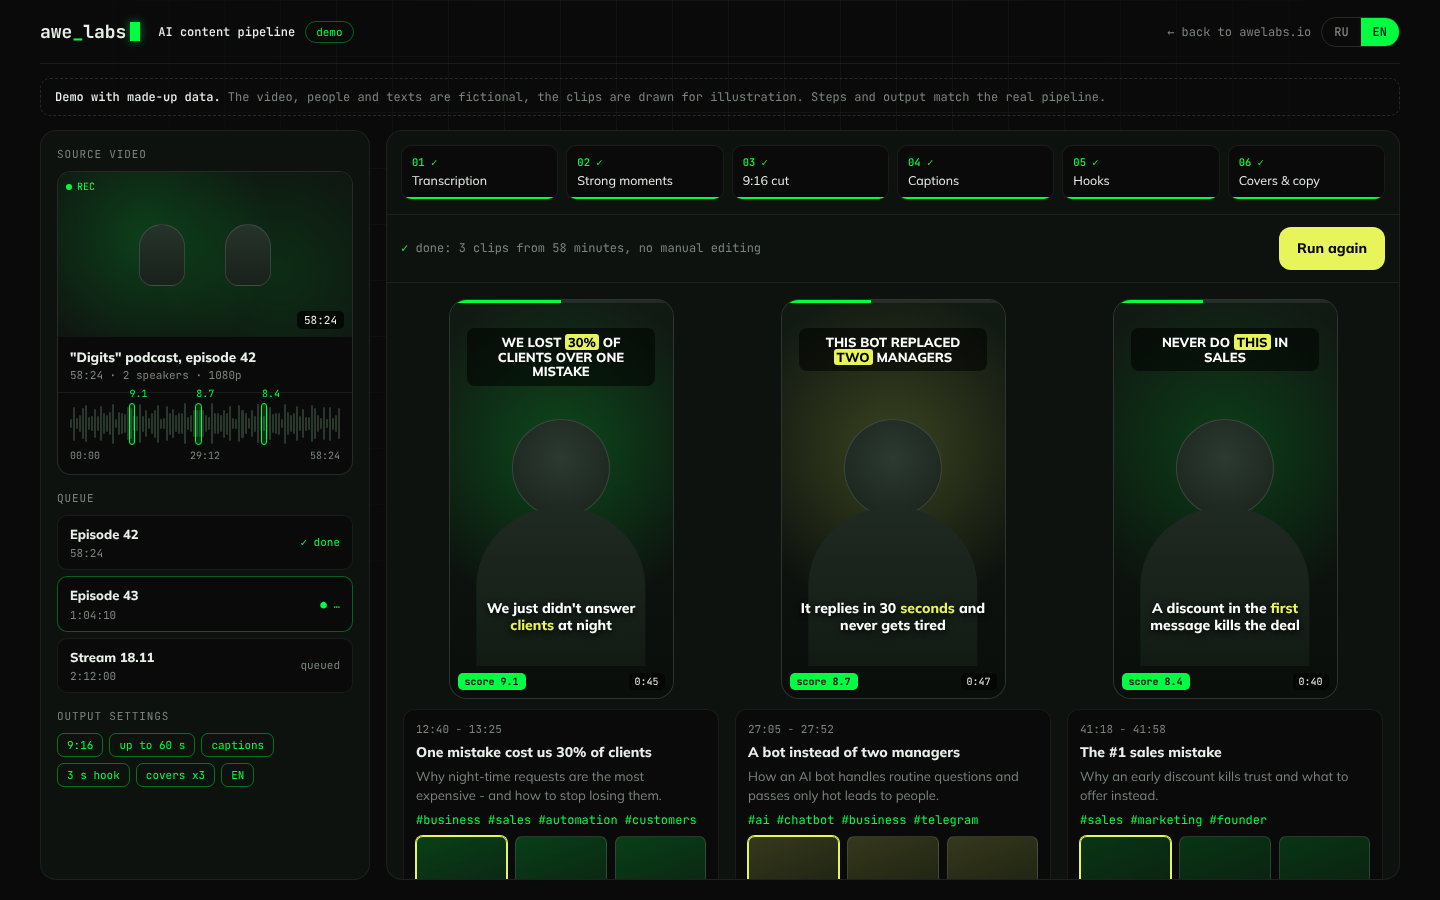 awe_labs AI content pipeline demo
← back to awelabs.io RU EN
Demo with made-up data. The video, people and texts are fictional, the clips are drawn for illustration. Steps and output match the real pipeline.
SOURCE VIDEO
REC
58:24
"Digits" podcast, episode 42
58:24 · 2 speakers · 1080p
9.1 8.7 8.4
00:00 29:12 58:24
QUEUE
Episode 42
58:24
✓ done
Episode 43
1:04:10
● …
Stream 18.11
2:12:00
queued
OUTPUT SETTINGS
9:16 up to 60 s captions
3 s hook covers x3 EN
01 ✓
Transcription
02 ✓
Strong moments
03 ✓
9:16 cut
04 ✓
Captions
05 ✓
Hooks
06 ✓
Covers & copy
✓ done: 3 clips from 58 minutes, no manual editing
Run again
WE LOST 30% OF
CLIENTS OVER ONE
MISTAKE
We just didn't answer
clients at night
score 9.1 0:45
12:40 - 13:25
One mistake cost us 30% of clients
Why night-time requests are the most
expensive - and how to stop losing them.
#business #sales #automation #customers
THIS BOT REPLACED
TWO MANAGERS
It replies in 30 seconds and
never gets tired
score 8.7 0:47
27:05 - 27:52
A bot instead of two managers
How an AI bot handles routine questions and
passes only hot leads to people.
#ai #chatbot #business #telegram
NEVER DO THIS IN
SALES
A discount in the first
message kills the deal
score 8.4 0:40
41:18 - 41:58
The #1 sales mistake
Why an early discount kills trust and what to
offer instead.
#sales #marketing #founder